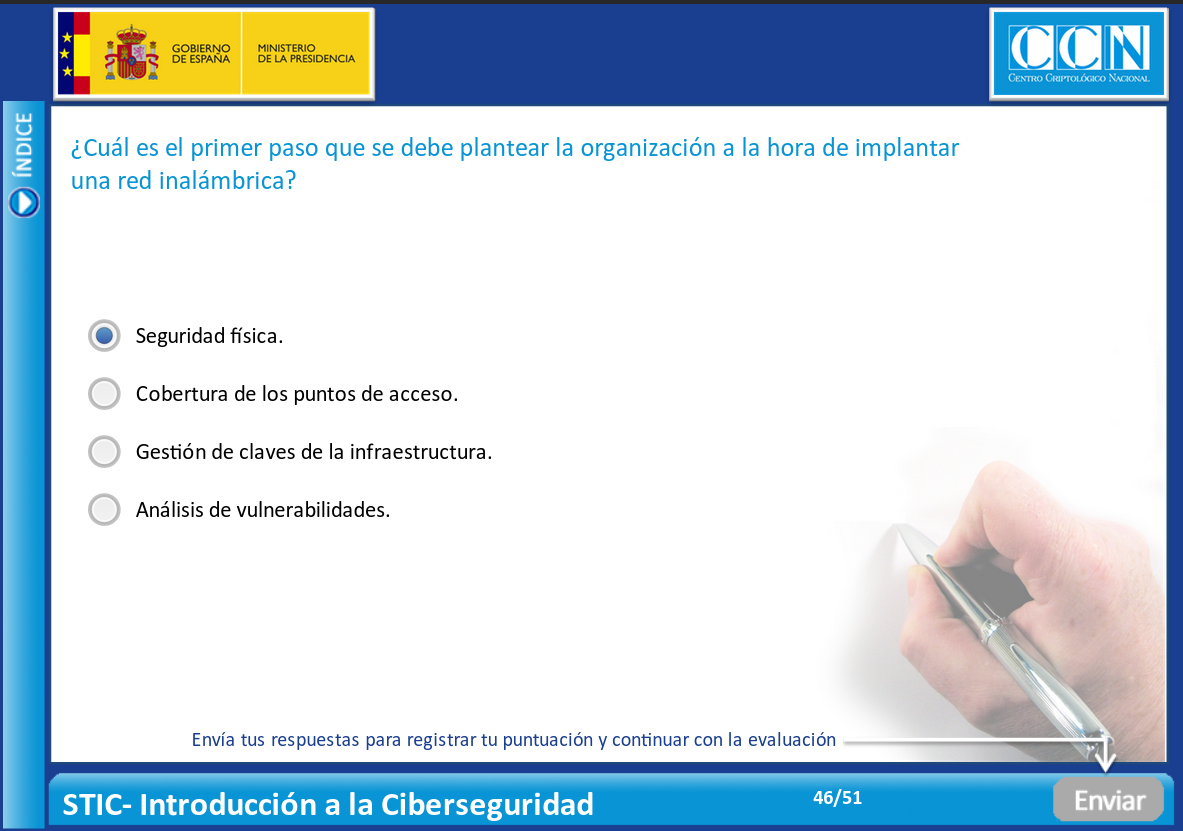 GOBIERNO
DE ESPAÑA
MINISTERIO
DE LA PRESIDENCIA
CCN
CENTRO CRIPTOLÓGICO NACIONAL
ÍNDICE
¿Cuál es el primer paso que se debe plantear la organización a la hora de implantar
una red inalámbrica?
Seguridad física.
Cobertura de los puntos de acceso.
Gestión de claves de la infraestructura.
Análisis de vulnerabilidades.
Envía tus respuestas para registrar tu puntuación y continuar con la evaluación
STIC- Introducción a la Ciberseguridad
46/51
Enviar